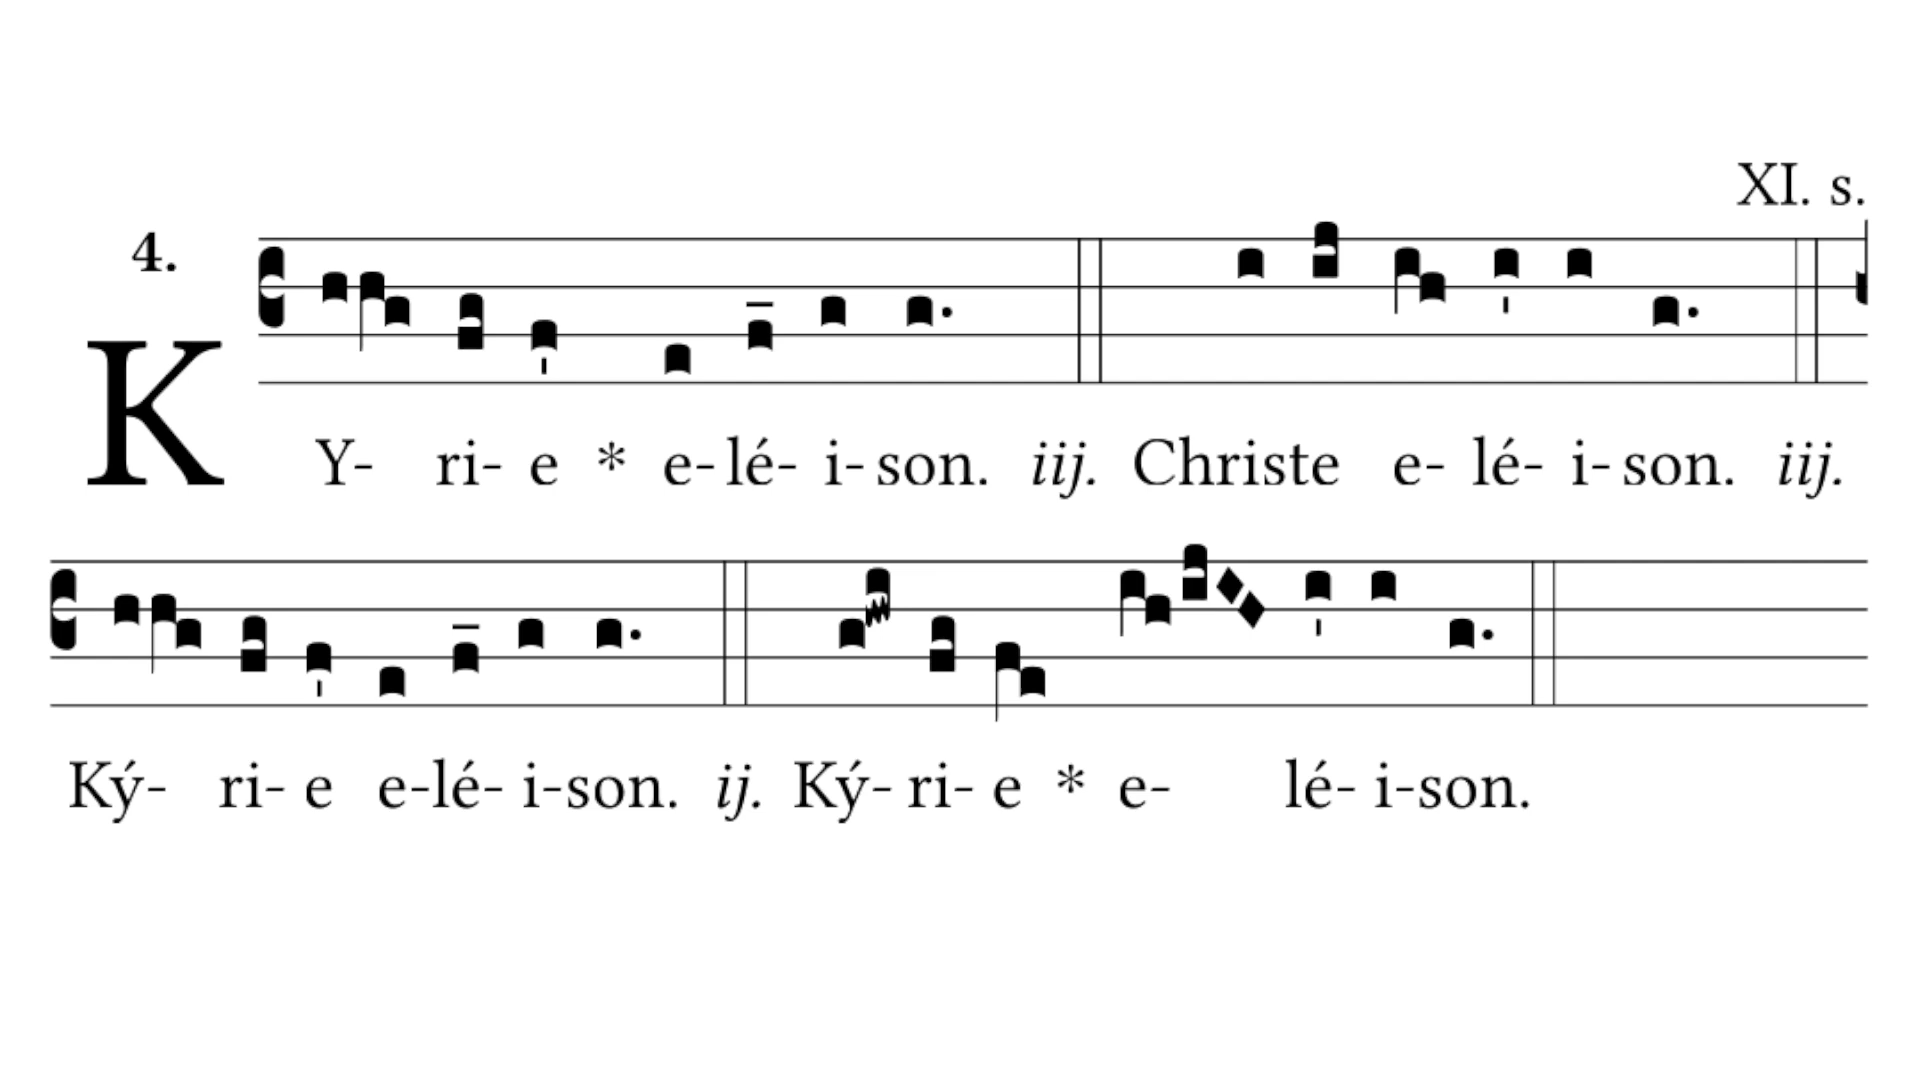 XI. s.
4.
KY- ri- e * e-lé- i-son. iij. Christe e- lé- i-son. iij.
Ký- ri- e e-lé- i-son. ij. Ký-ri- e * e- lé- i-son.